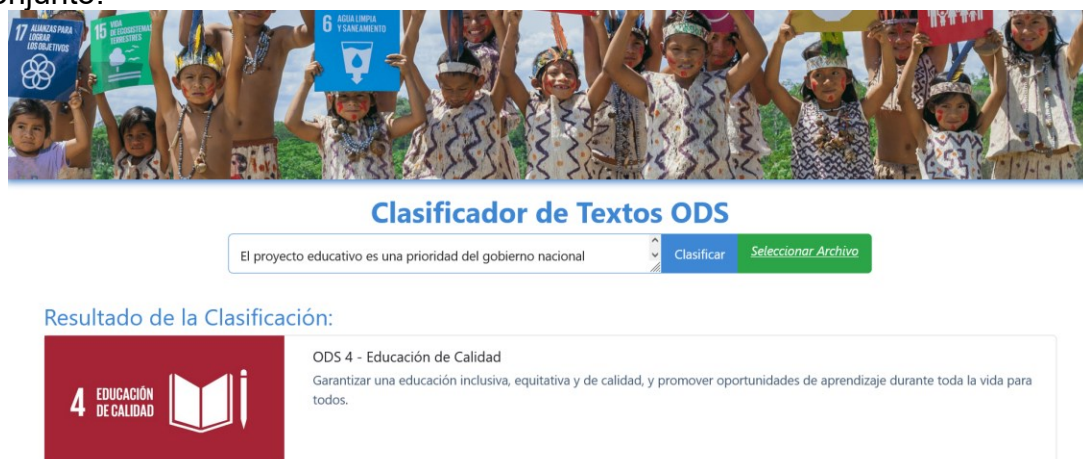 onjunto.
17 ALIANZAS PARA
LOGRAR
LOS OBJETIVOS
15 VIDA
DE ECOSISTEMAS
TERRESTRES
6 AGUA LIMPIA
Y SANEAMIENTO
Clasificador de Textos ODS
El proyecto educativo es una prioridad del gobierno nacional
Clasificar
Seleccionar Archivo
Resultado de la Clasificación:
4 EDUCACIÓN
DE CALIDAD
ODS 4 - Educación de Calidad
Garantizar una educación inclusiva, equitativa y de calidad, y promover oportunidades de aprendizaje durante toda la vida para
todos.